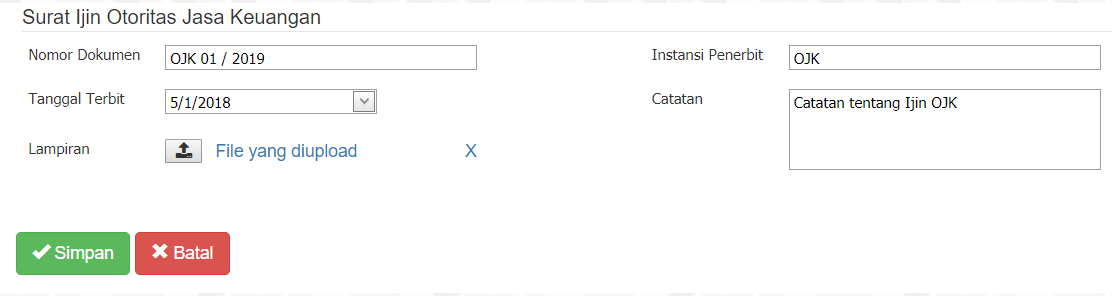 Surat Ijin Otoritas Jasa Keuangan
Nomor Dokumen OJK 01 / 2019 Instansi Penerbit OJK
Tanggal Terbit 5/1/2018 Catatan Catatan tentang Ijin OJK
Lampiran File yang diupload X
Simpan Batal